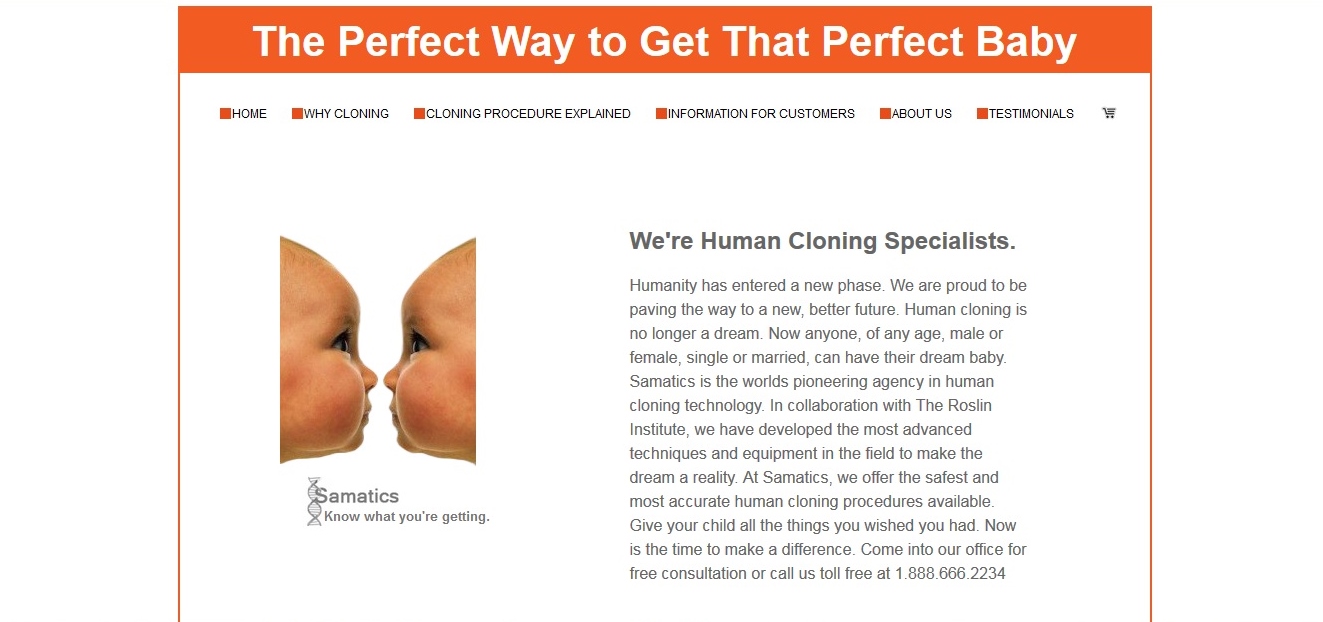 The Perfect Way to Get That Perfect Baby
HOME WHY CLONING CLONING PROCEDURE EXPLAINED INFORMATION FOR CUSTOMERS ABOUT US TESTIMONIALS
We're Human Cloning Specialists.
Humanity has entered a new phase. We are proud to be
paving the way to a new, better future. Human cloning is
no longer a dream. Now anyone, of any age, male or
female, single or married, can have their dream baby.
Samatics is the worlds pioneering agency in human
cloning technology. In collaboration with The Roslin
Institute, we have developed the most advanced
techniques and equipment in the field to make the
dream a reality. At Samatics, we offer the safest and
most accurate human cloning procedures available.
Give your child all the things you wished you had. Now
is the time to make a difference. Come into our office for
free consultation or call us toll free at 1.888.666.2234
Samatics
Know what you're getting.